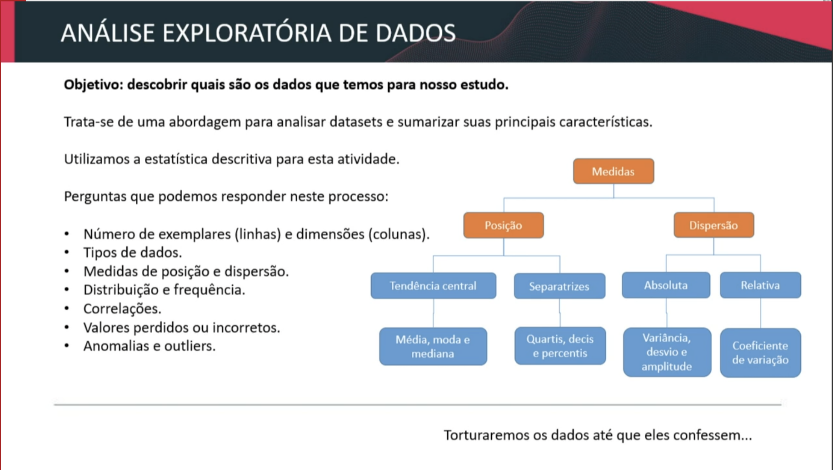 ANÁLISE EXPLORATÓRIA DE DADOS
Objetivo: descobrir quais são os dados que temos para nosso estudo.
Trata-se de uma abordagem para analisar datasets e sumarizar suas principais características.
Utilizamos a estatística descritiva para esta atividade.
Perguntas que podemos responder neste processo:
• Número de exemplares (linhas) e dimensões (colunas).
• Tipos de dados.
• Medidas de posição e dispersão.
• Distribuição e frequência.
• Correlações.
• Valores perdidos ou incorretos.
• Anomalias e outliers.
Medidas
Posição
Dispersão
Tendência central
Separatrizes
Absoluta
Relativa
Média, moda e
mediana
Quartis, decis
e percentis
Variância,
desvio e
amplitude
Coeficiente
de variação
Torturaremos os dados até que eles confessem...